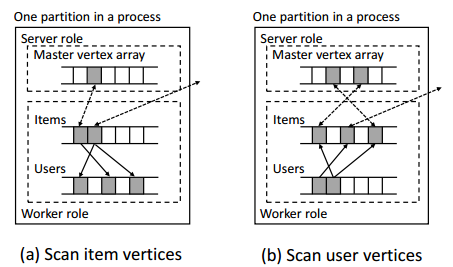 One partition in a process
Server role
Master vertex array
Items
Users
Worker role
(a) Scan item vertices
One partition in a process
Server role
Master vertex array
Items
Users
Worker role
(b) Scan user vertices